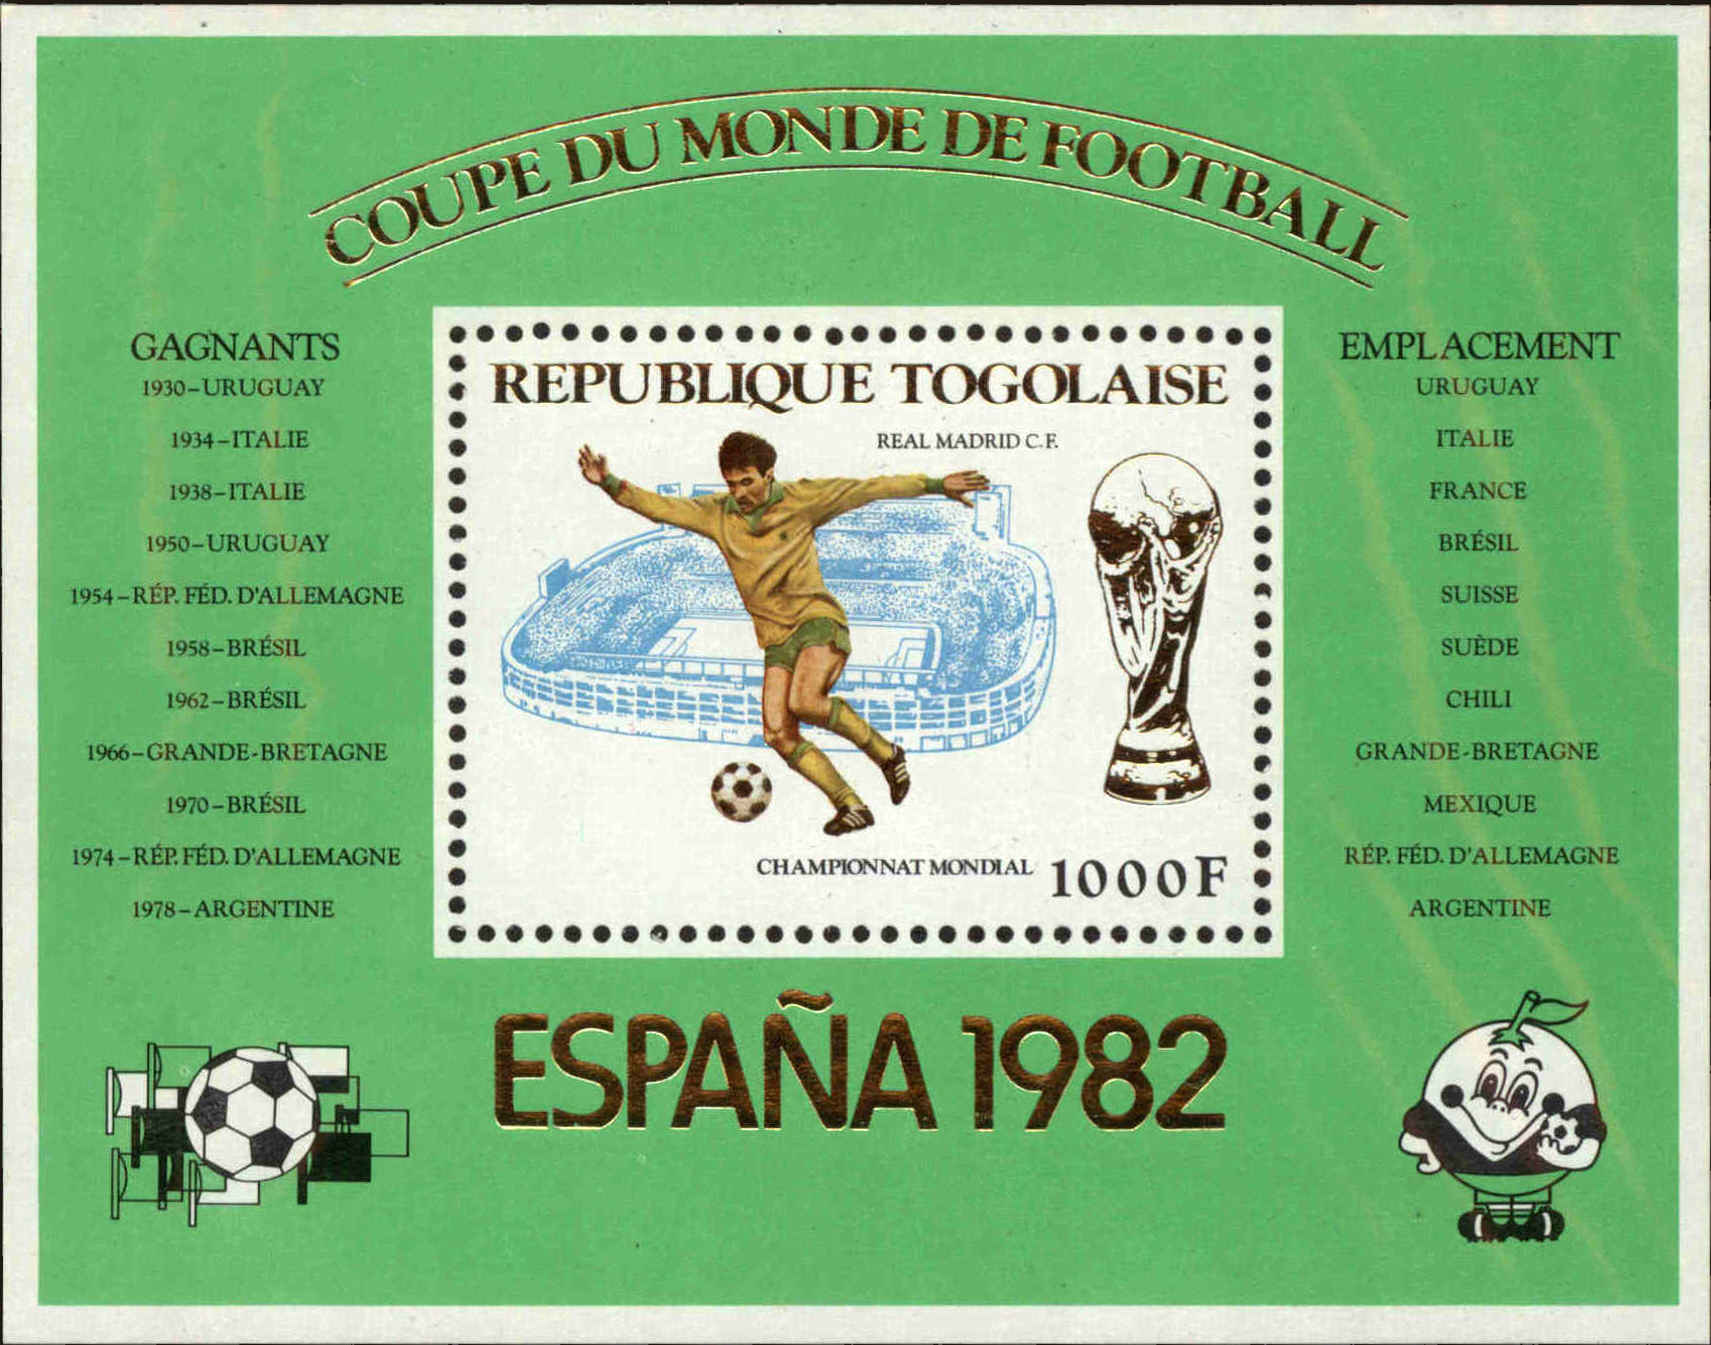 COUPE DU MONDE DE FOOTBALL
GAGNANTS
1930-URUGUAY
1934-ITALIE
1938-ITALIE
1950-URUGUAY
1954-RÉP. FÉD. D'ALLEMAGNE
1958-BRÉSIL
1962-BRÉSIL
1966-GRANDE-BRETAGNE
1970-BRÉSIL
1974-RÉP. FÉD. D'ALLEMAGNE
1978-ARGENTINE
REPUBLIQUE TOGOLAISE
REAL MADRID C.F.
CHAMPIONNAT MONDIAL 1000F
EMPLACEMENT
URUGUAY
ITALIE
FRANCE
BRÉSIL
SUISSE
SUÈDE
CHILI
GRANDE-BRETAGNE
MEXIQUE
RÉP. FÉD. D'ALLEMAGNE
ARGENTINE
ESPAÑA 1982